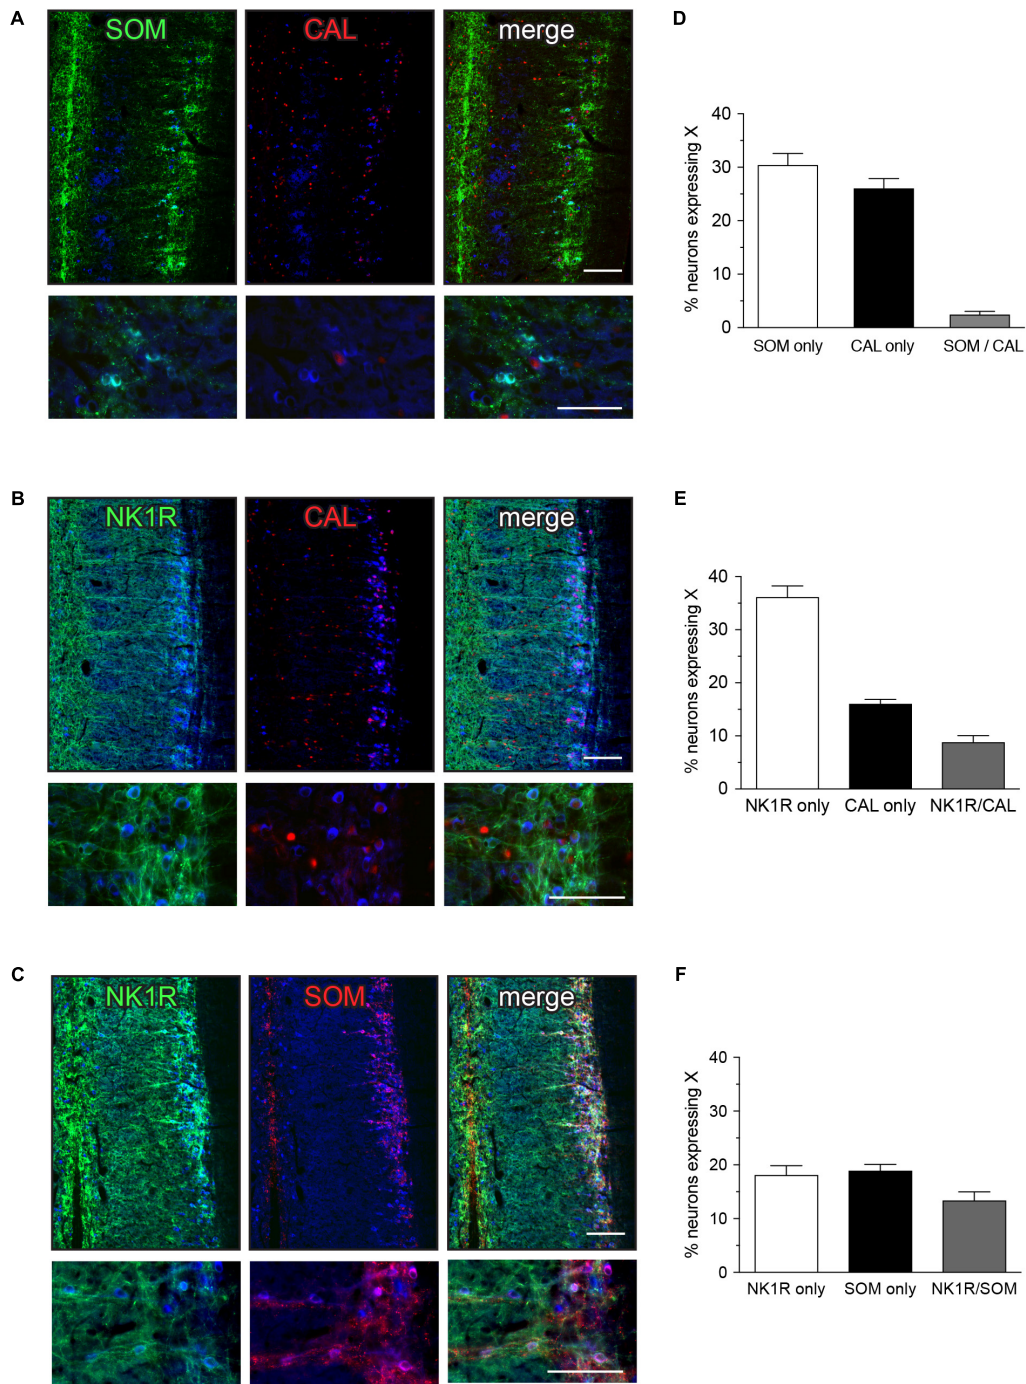 A
SOM
CAL
merge
D
% neurons expressing X
40
30
20
10
0
SOM only
CAL only
SOM / CAL
B
NK1R
CAL
merge
E
% neurons expressing X
40
30
20
10
0
NK1R only
CAL only
NK1R/CAL
C
NK1R
SOM
merge
F
% neurons expressing X
40
30
20
10
0
NK1R only
SOM only
NK1R/SOM